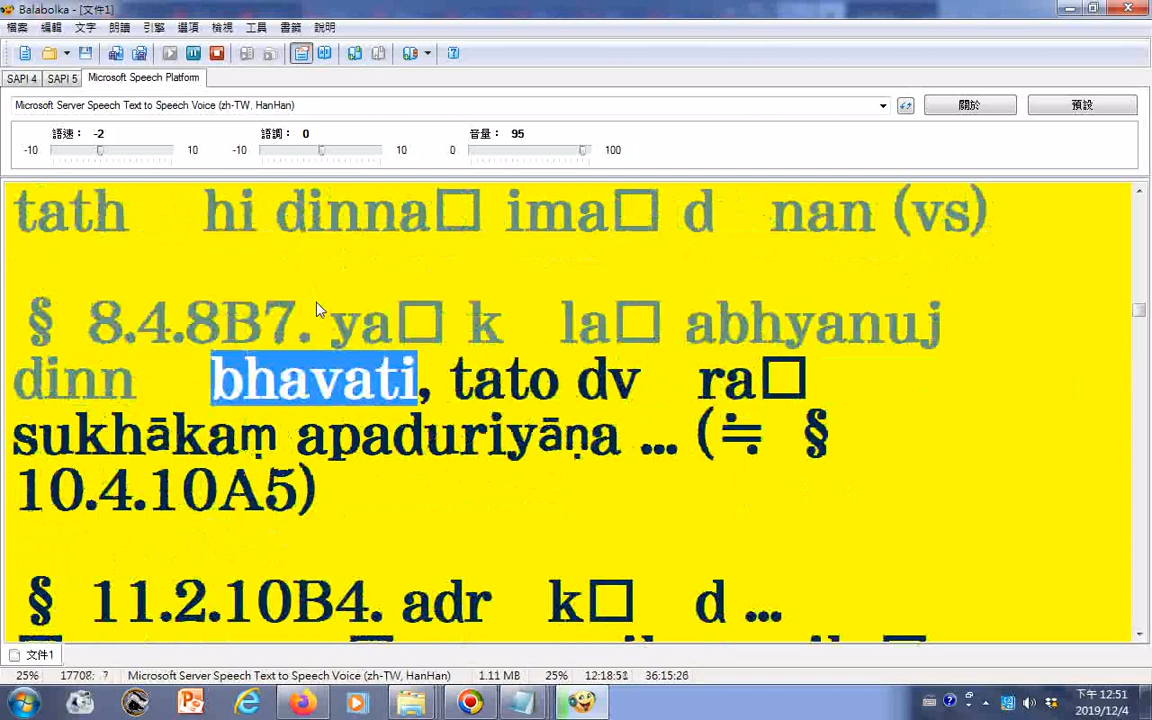 Balabolka - [文件1]
檔案 編輯 文字 朗讀 引擎 選項 檢視 工具 書籤 說明
SAPI 4 SAPI 5 Microsoft Speech Platform
Microsoft Server Speech Text to Speech Voice (zh-TW, HanHan) 關於 預設
語速： -2 語調： 0 音量： 95
-10 10 -10 10 0 100
tath hi dinna□ ima□ d nan (vs)
§ 8.4.8B7. ya□ k la□ abhyanuj
dinn bhavati, tato dv ra□
sukhākaṃ apaduriyāṇa ... (≒ §
10.4.10A5)
§ 11.2.10B4. adr k□ d ...
文件1
25% 17708: ? Microsoft Server Speech Text to Speech Voice (zh-TW, HanHan) 1.11 MB 25% 12:18:51 36:15:26
下午 12:51
2019/12/4